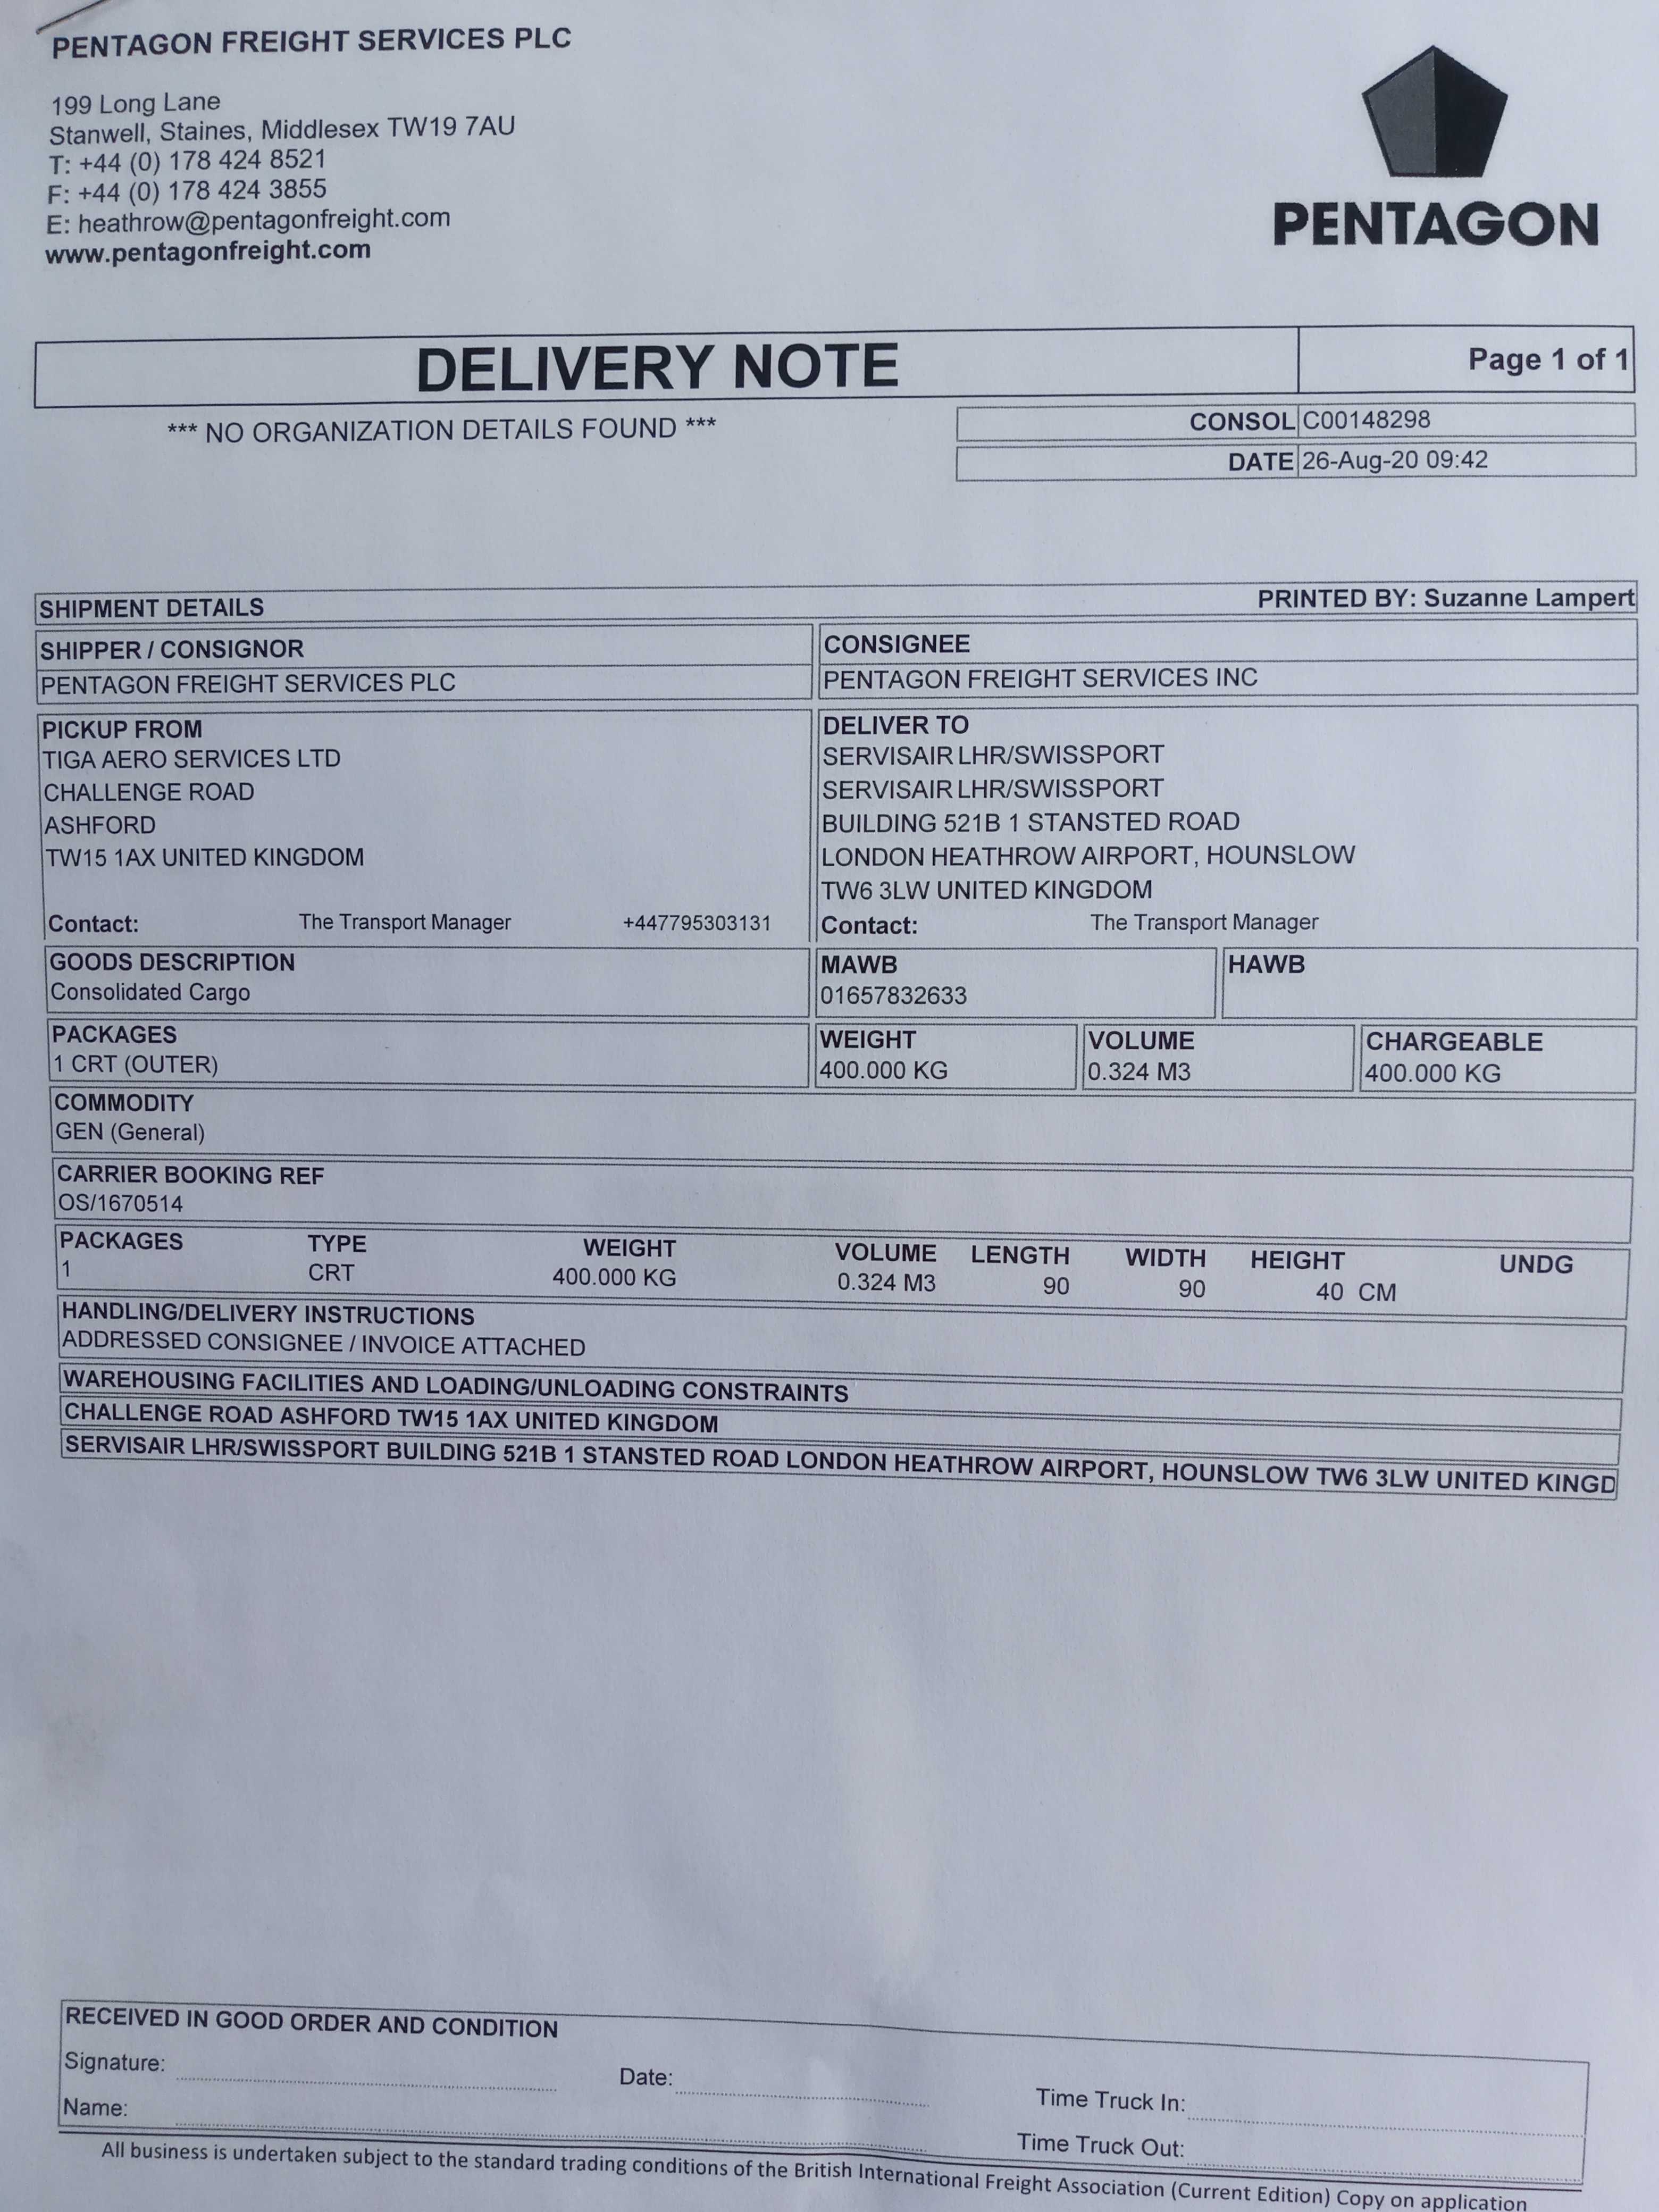 PENTAGON FREIGHT SERVICES PLC
199 Long Lane
Stanwell, Staines, Middlesex TW19 7AU
T: +44 (0) 178 424 8521
F: +44 (0) 178 424 3855
E: heathrow@pentagonfreight.com
www.pentagonfreight.com
PENTAGON
DELIVERY NOTE Page 1 of 1
*** NO ORGANIZATION DETAILS FOUND ***
CONSOL C00148298
DATE 26-Aug-20 09:42
SHIPMENT DETAILS PRINTED BY: Suzanne Lampert
SHIPPER / CONSIGNOR CONSIGNEE
PENTAGON FREIGHT SERVICES PLC PENTAGON FREIGHT SERVICES INC
PICKUP FROM
TIGA AERO SERVICES LTD
CHALLENGE ROAD
ASHFORD
TW15 1AX UNITED KINGDOM
Contact: The Transport Manager +447795303131
DELIVER TO
SERVISAIR LHR/SWISSPORT
SERVISAIR LHR/SWISSPORT
BUILDING 521B 1 STANSTED ROAD
LONDON HEATHROW AIRPORT, HOUNSLOW
TW6 3LW UNITED KINGDOM
Contact: The Transport Manager
GOODS DESCRIPTION MAWB HAWB
Consolidated Cargo 01657832633
PACKAGES WEIGHT VOLUME CHARGEABLE
1 CRT (OUTER) 400.000 KG 0.324 M3 400.000 KG
COMMODITY
GEN (General)
CARRIER BOOKING REF
OS/1670514
PACKAGES TYPE WEIGHT VOLUME LENGTH WIDTH HEIGHT UNDG
1 CRT 400.000 KG 0.324 M3 90 90 40 CM
HANDLING/DELIVERY INSTRUCTIONS
ADDRESSED CONSIGNEE / INVOICE ATTACHED
WAREHOUSING FACILITIES AND LOADING/UNLOADING CONSTRAINTS
CHALLENGE ROAD ASHFORD TW15 1AX UNITED KINGDOM
SERVISAIR LHR/SWISSPORT BUILDING 521B 1 STANSTED ROAD LONDON HEATHROW AIRPORT, HOUNSLOW TW6 3LW UNITED KINGD
RECEIVED IN GOOD ORDER AND CONDITION
Signature: Date: Time Truck In:
Name: Time Truck Out:
All business is undertaken subject to the standard trading conditions of the British International Freight Association (Current Edition) Copy on application